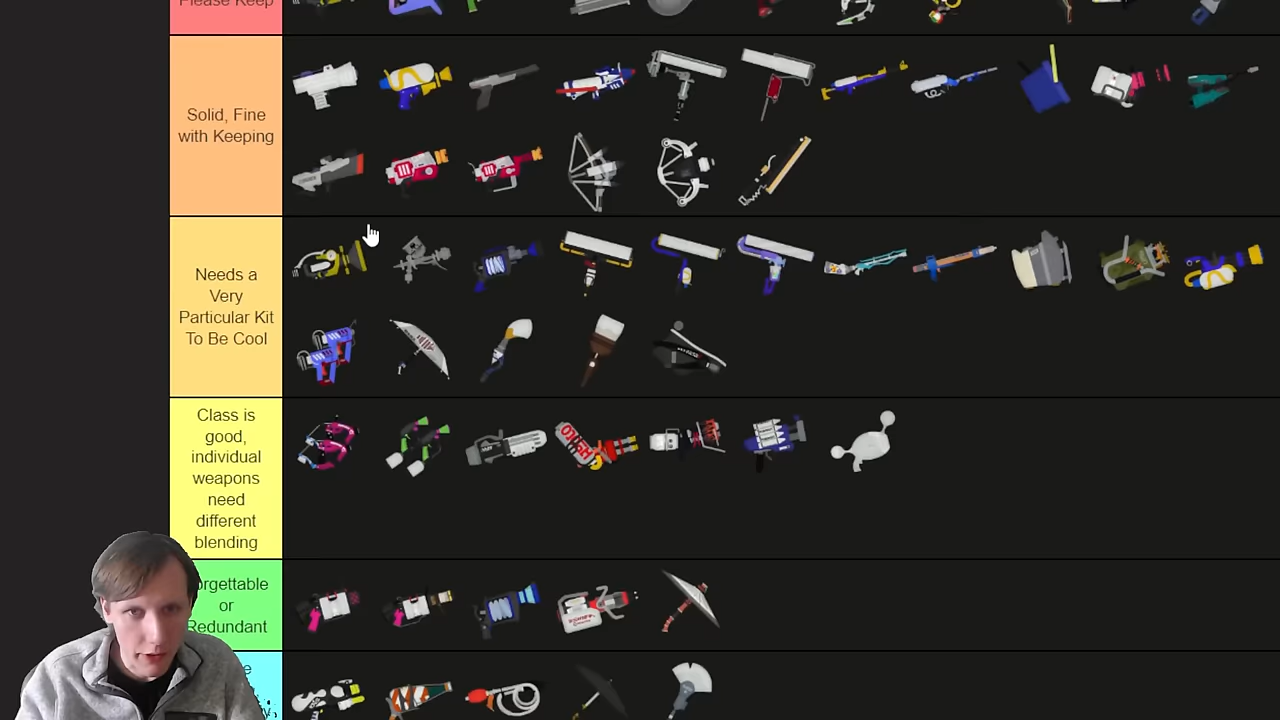 Please Keep
Solid, Fine
with Keeping
Needs a
Very
Particular Kit
To Be Cool
Class is
good,
individual
weapons
need
different
blending
orgettable
or
Redundant